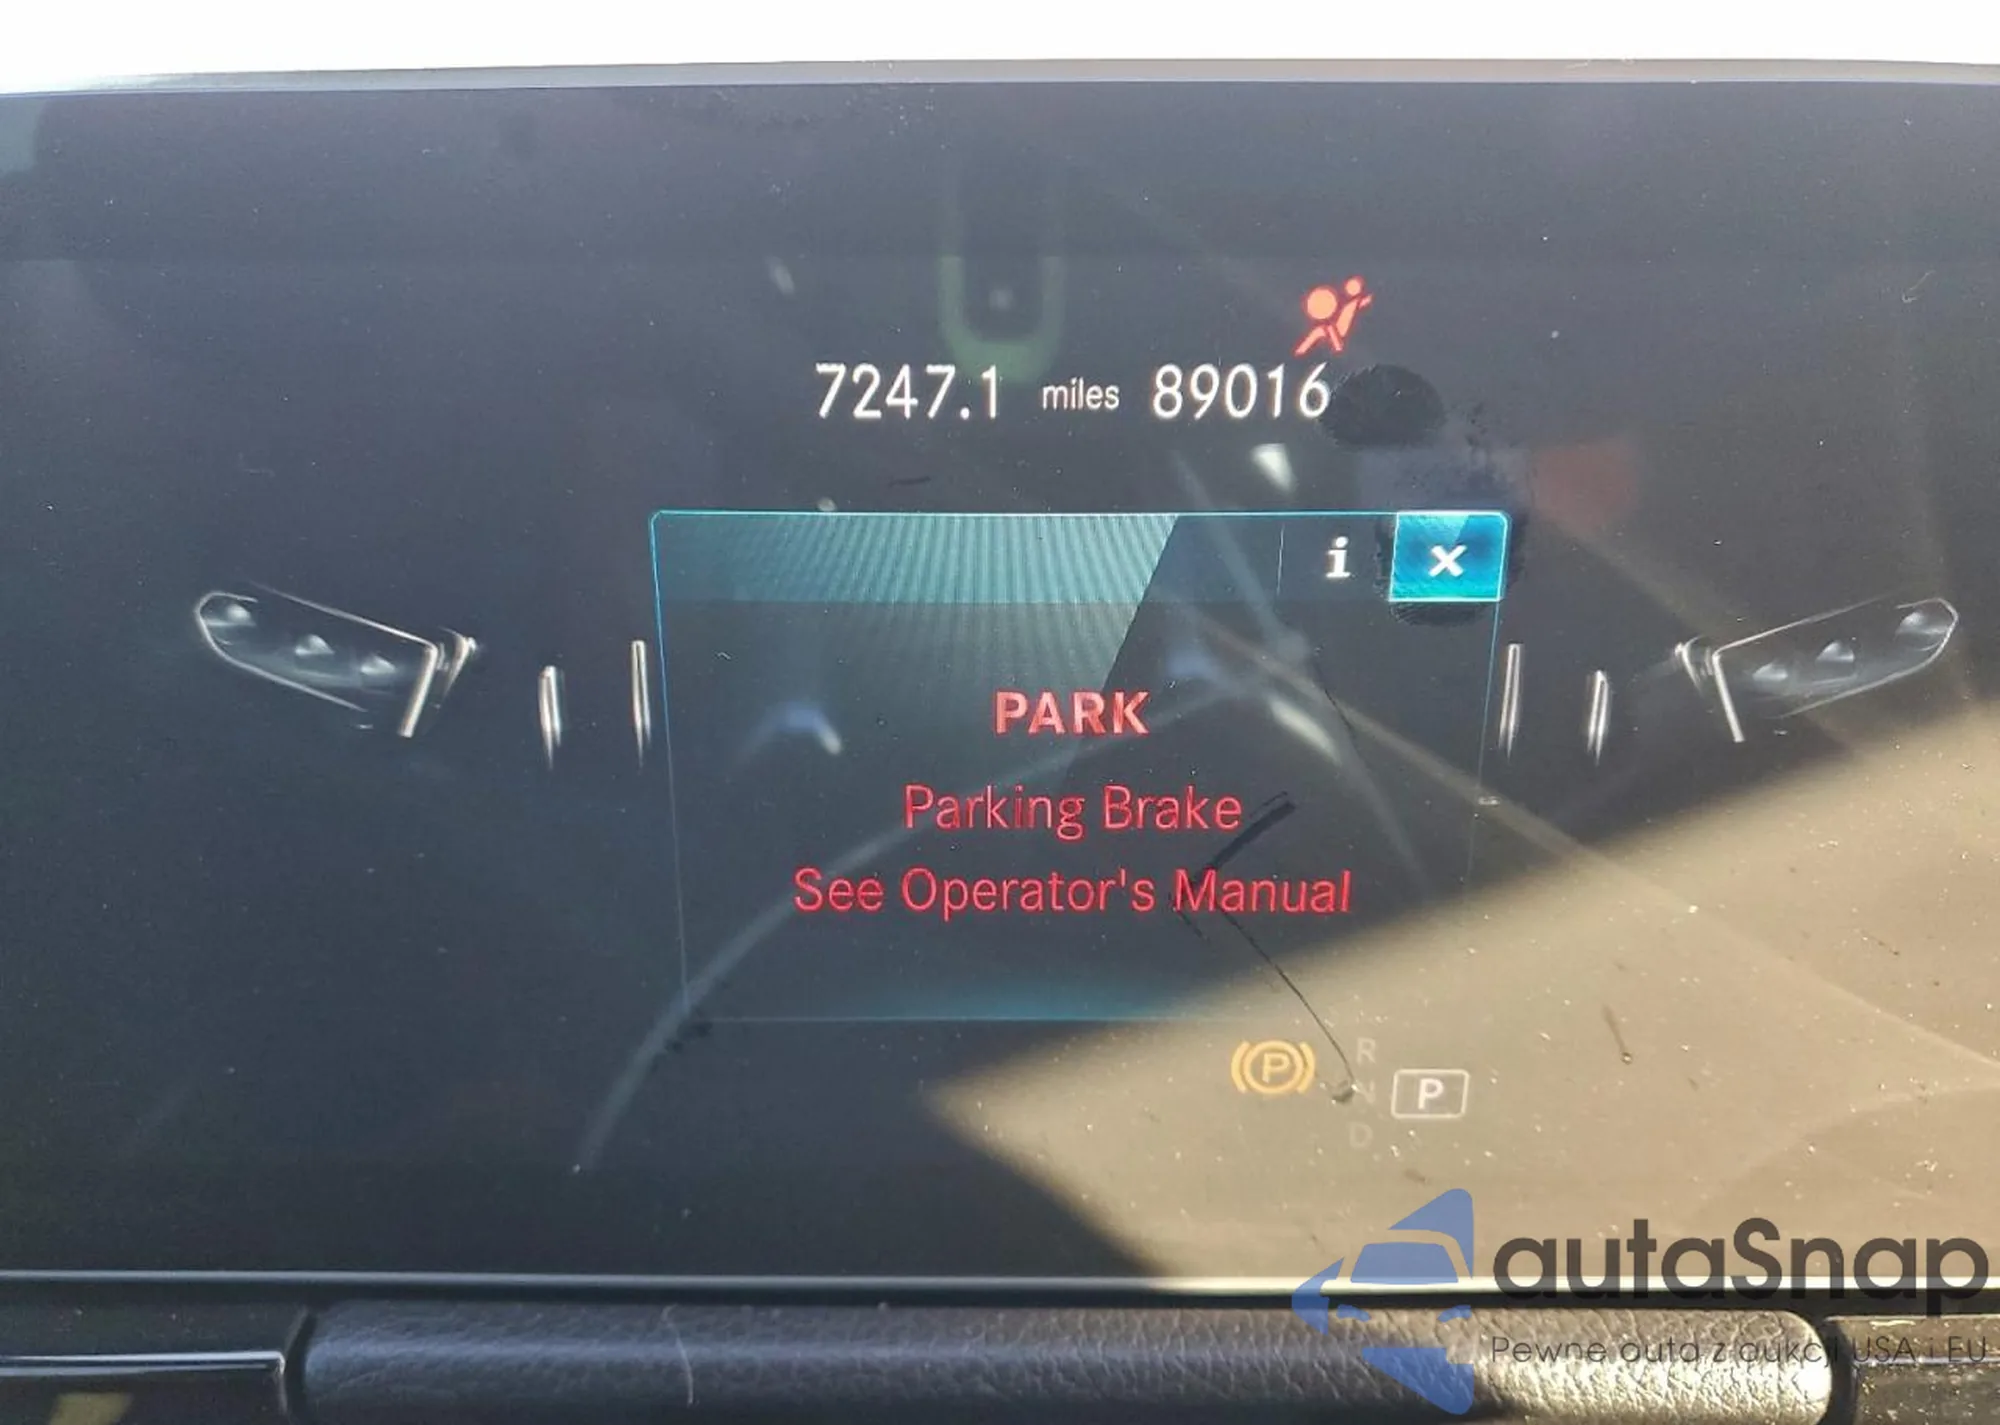 7247.1 miles 89016
i ×
PARK
Parking Brake
See Operator's Manual
P
R
N
D
P
autaSnap
Pewne auta z aukcji USA i EU